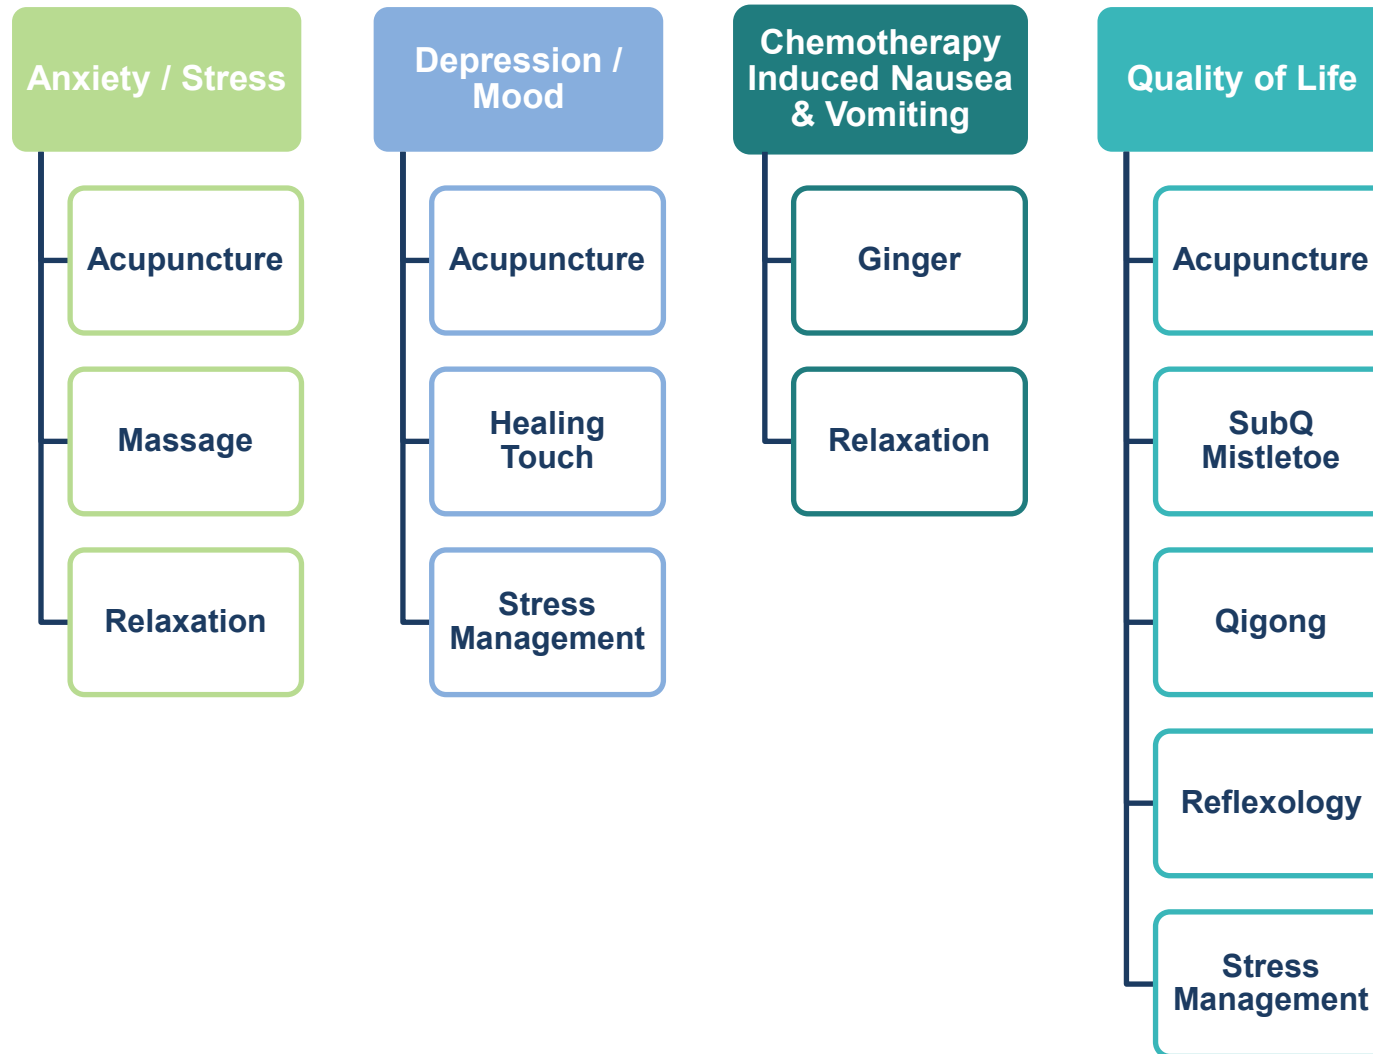 Anxiety / Stress
Acupuncture
Massage
Relaxation
Depression /
Mood
Acupuncture
Healing
Touch
Stress
Management
Chemotherapy
Induced Nausea
& Vomiting
Ginger
Relaxation
Quality of Life
Acupuncture
SubQ
Mistletoe
Qigong
Reflexology
Stress
Management